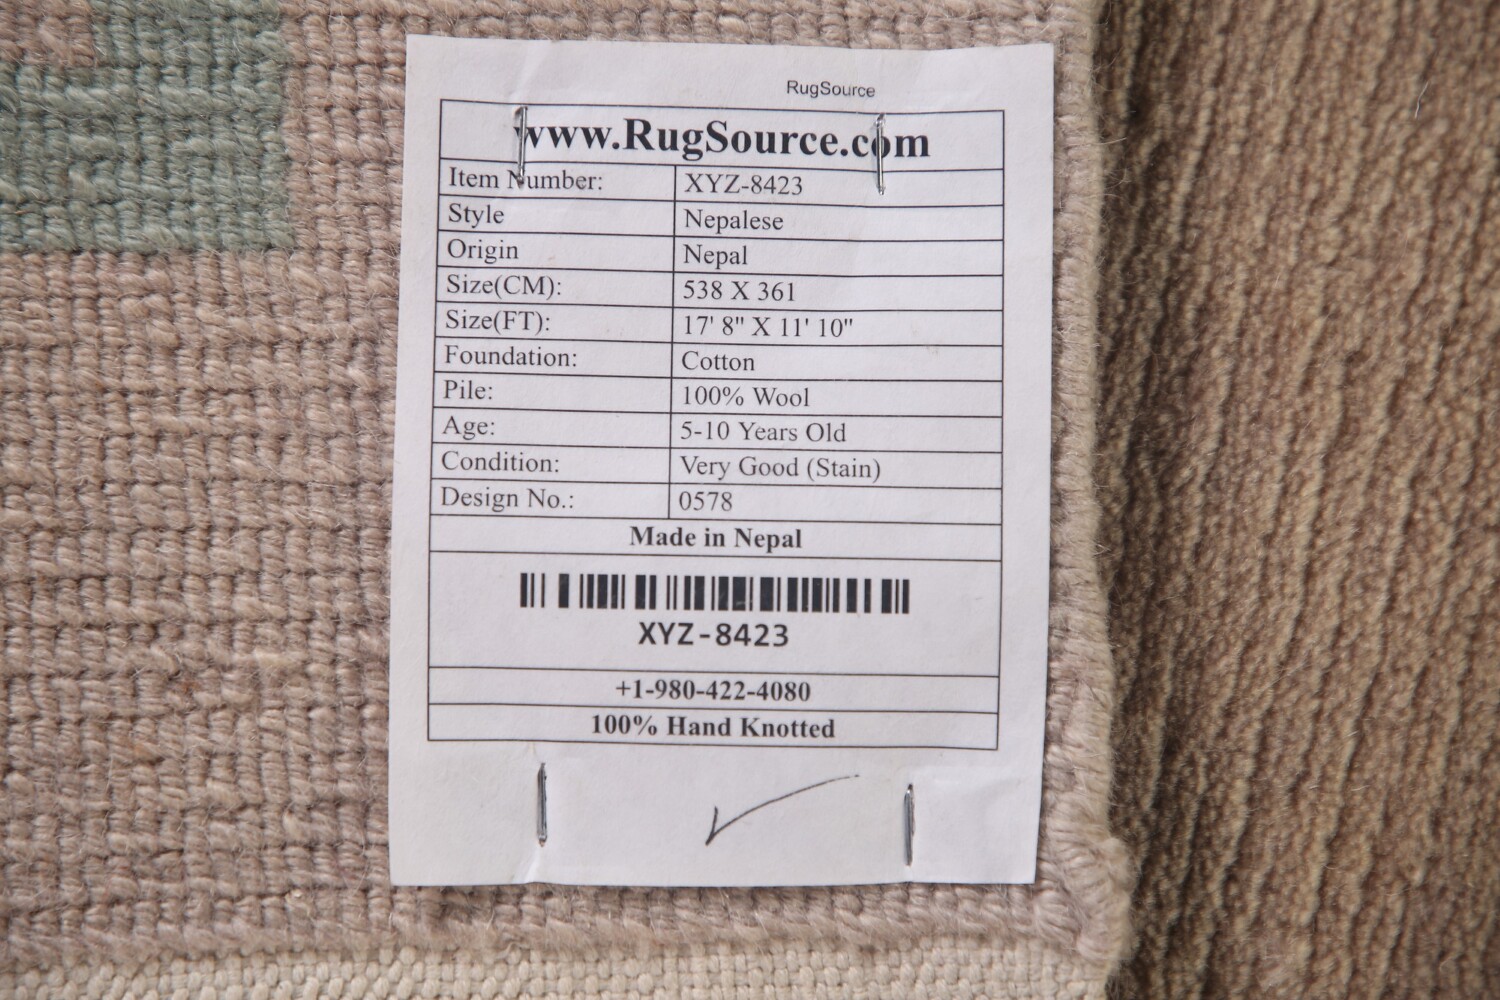 RugSource
www.RugSource.com
Item Number: XYZ-8423
Style Nepalese
Origin Nepal
Size(CM): 538 X 361
Size(FT): 17' 8" X 11' 10"
Foundation: Cotton
Pile: 100% Wool
Age: 5-10 Years Old
Condition: Very Good (Stain)
Design No.: 0578
Made in Nepal
XYZ-8423
+1-980-422-4080
100% Hand Knotted